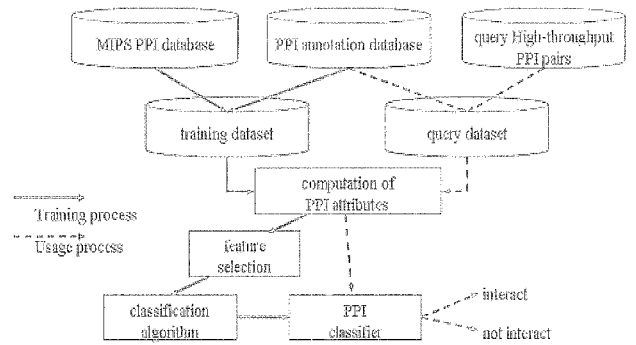 MIPS PPI database
PPI annotation database
query High-throughput
PPI pairs
training dataset
query dataset
computation of
PPI attributes
Training process
Usage process
feature
selection
classification
algorithm
PPI
classifier
interact
not interact